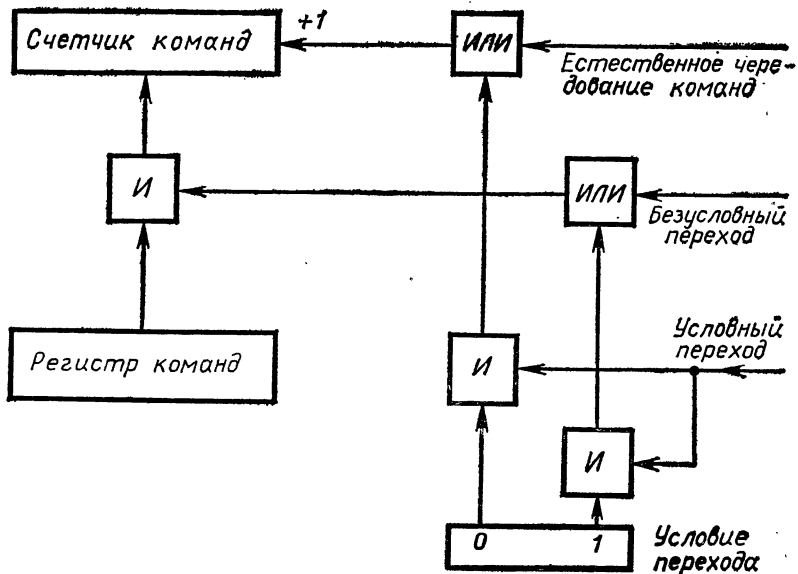 +1
Счетчик команд
ИЛИ
Естественное чере-
дование команд
И
ИЛИ
Безусловный
переход
Регистр команд
Условный
переход
И
И
0 1
Условие
перехода